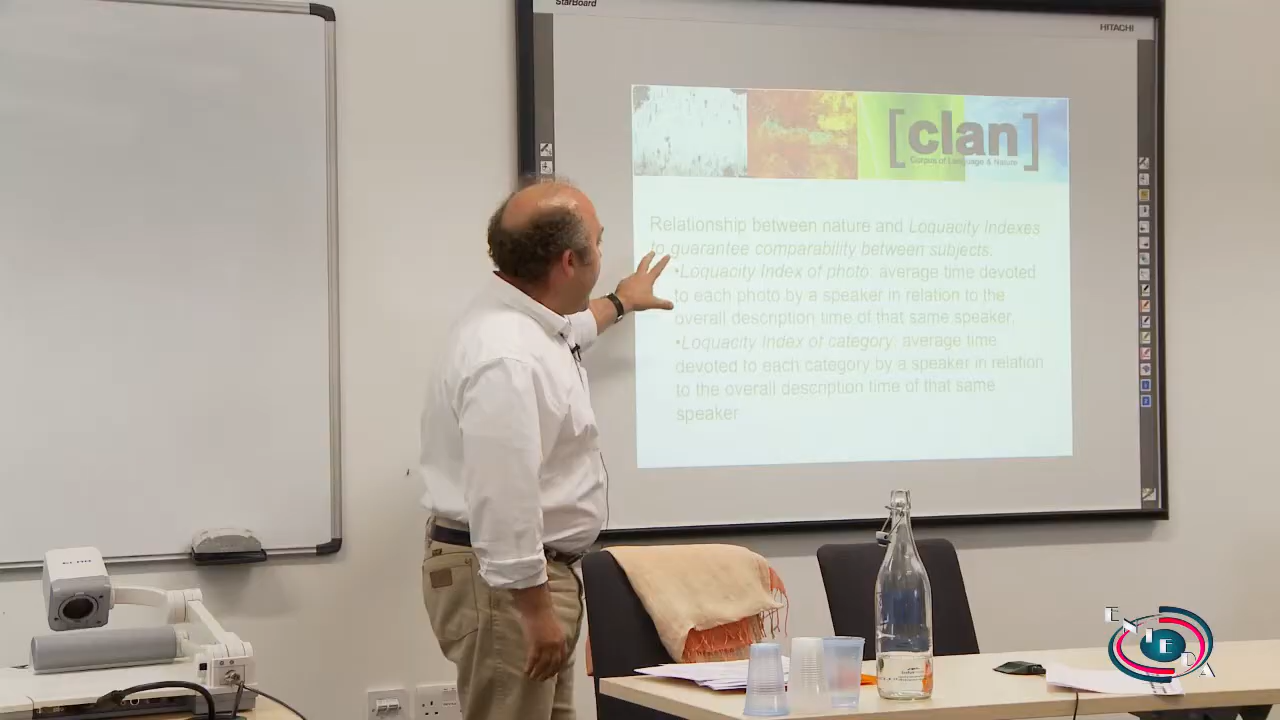 StarBoard
HITACHI
[clan]
Corpus of Language & Nature
Relationship between nature and Loquacity Indexes
to guarantee comparability between subjects.
•Loquacity Index of photo: average time devoted
to each photo by a speaker in relation to the
overall description time of that same speaker.
•Loquacity Index of category: average time
devoted to each category by a speaker in relation
to the overall description time of that same
speaker
ENIEDA